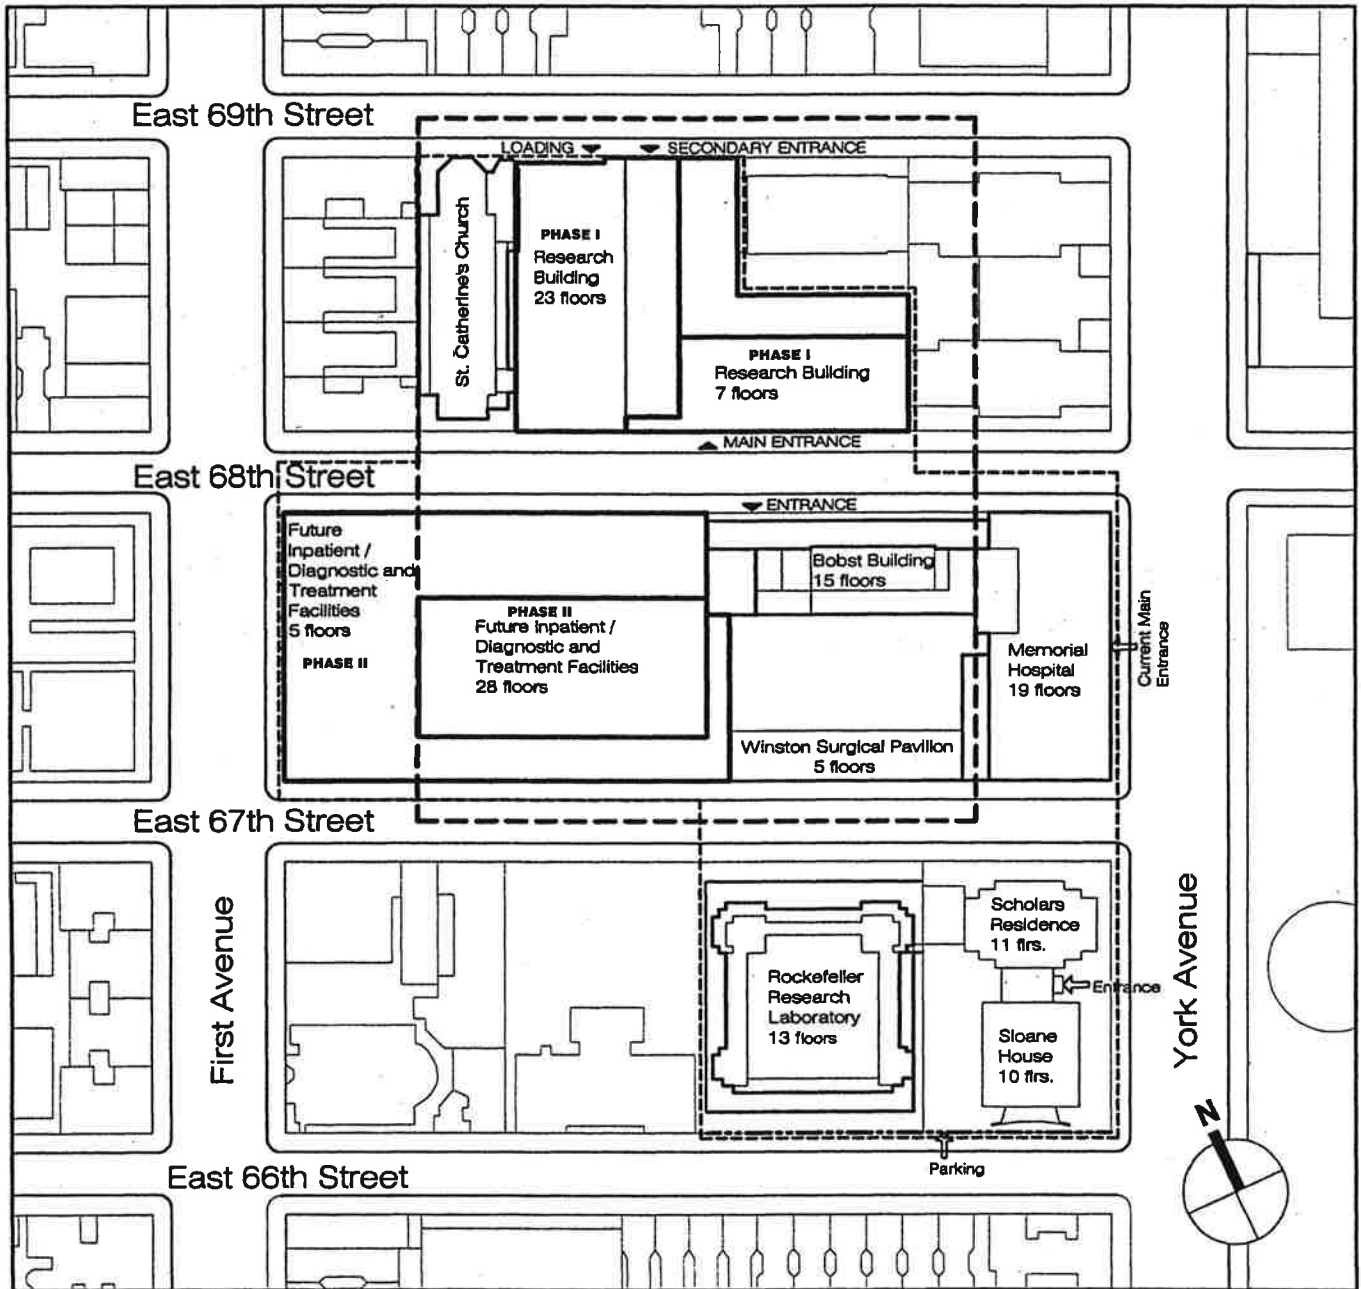 East 69th Street
LOADING
SECONDARY ENTRANCE
St. Catherine's Church
PHASE I
Research
Building
23 floors
PHASE I
Research Building
7 floors
MAIN ENTRANCE
East 68th Street
ENTRANCE
Future
Inpatient /
Diagnostic and
Treatment
Facilities
5 floors
PHASE II
PHASE II
Future Inpatient /
Diagnostic and
Treatment Facilities
28 floors
Bobst Building
15 floors
Memorial
Hospital
19 floors
Current Main
Entrance
Winston Surgical Pavilion
5 floors
East 67th Street
First Avenue
Rockefeller
Research
Laboratory
13 floors
Scholars
Residence
11 flrs.
Entrance
Sloane
House
10 flrs.
York Avenue
N
Parking
East 66th Street